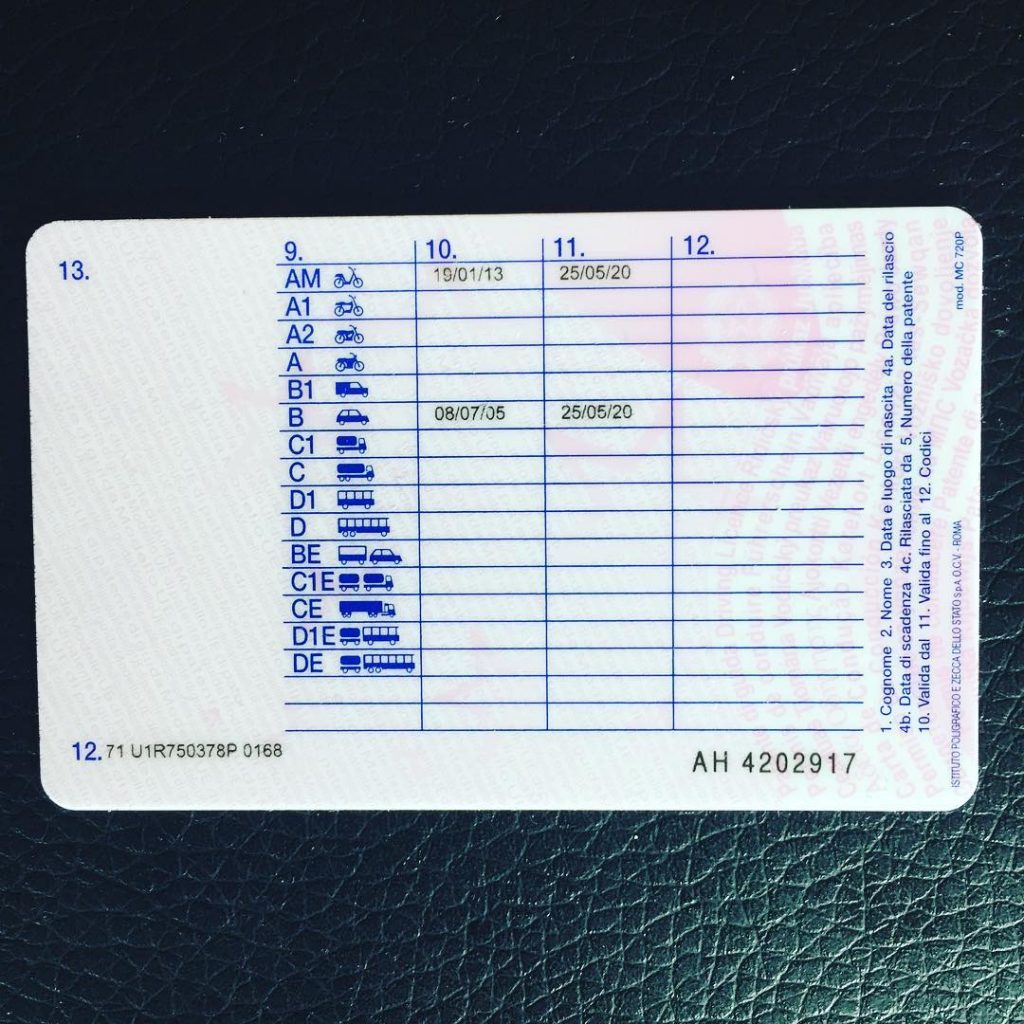 13.
9. 10. 11. 12.
AM 19/01/13 25/05/20
A1
A2
A
B1
B 08/07/05 25/05/20
C1
C
D1
D
BE
C1E
CE
D1E
DE
12. 71 U1R750378P 0168
AH 4202917
1. Cognome 2. Nome 3. Data e luogo di nascita 4a. Data del rilascio
4b. Data di scadenza 4c. Rilasciata da 5. Numero della patente
10. Valida dal 11. Valida fino al 12. Codici
ISTITUTO POLIGRAFICO E ZECCA DELLO STATO S.p.A. O.C.V. - ROMA
mod. MC 720P